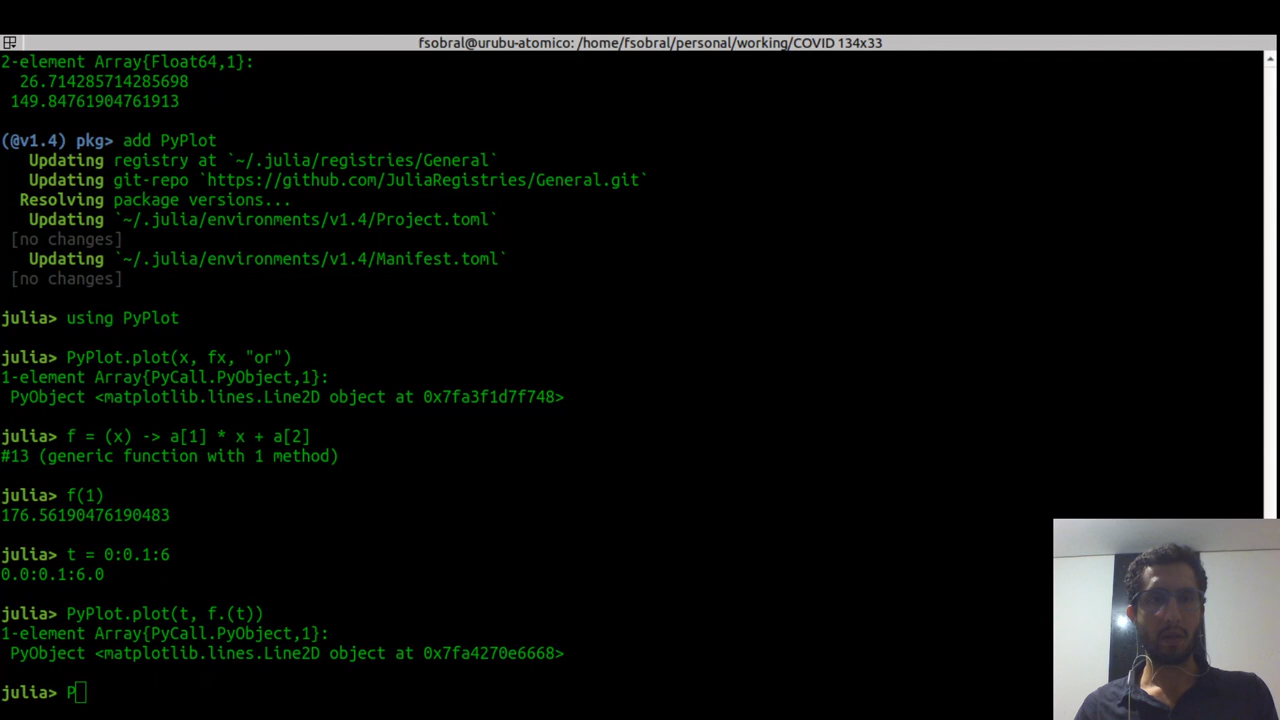 fsobral@urubu-atomico: /home/fsobral/personal/working/COVID 134x33
2-element Array{Float64,1}:
26.714285714285698
149.84761904761913
(@v1.4) pkg> add PyPlot
Updating registry at `~/.julia/registries/General`
Updating git-repo `https://github.com/JuliaRegistries/General.git`
Resolving package versions...
Updating `~/.julia/environments/v1.4/Project.toml`
[no changes]
Updating `~/.julia/environments/v1.4/Manifest.toml`
[no changes]
julia> using PyPlot
julia> PyPlot.plot(x, fx, "or")
1-element Array{PyCall.PyObject,1}:
PyObject <matplotlib.lines.Line2D object at 0x7fa3f1d7f748>
julia> f = (x) -> a[1] * x + a[2]
#13 (generic function with 1 method)
julia> f(1)
176.56190476190483
julia> t = 0:0.1:6
0.0:0.1:6.0
julia> PyPlot.plot(t, f.(t))
1-element Array{PyCall.PyObject,1}:
PyObject <matplotlib.lines.Line2D object at 0x7fa4270e6668>
julia> P